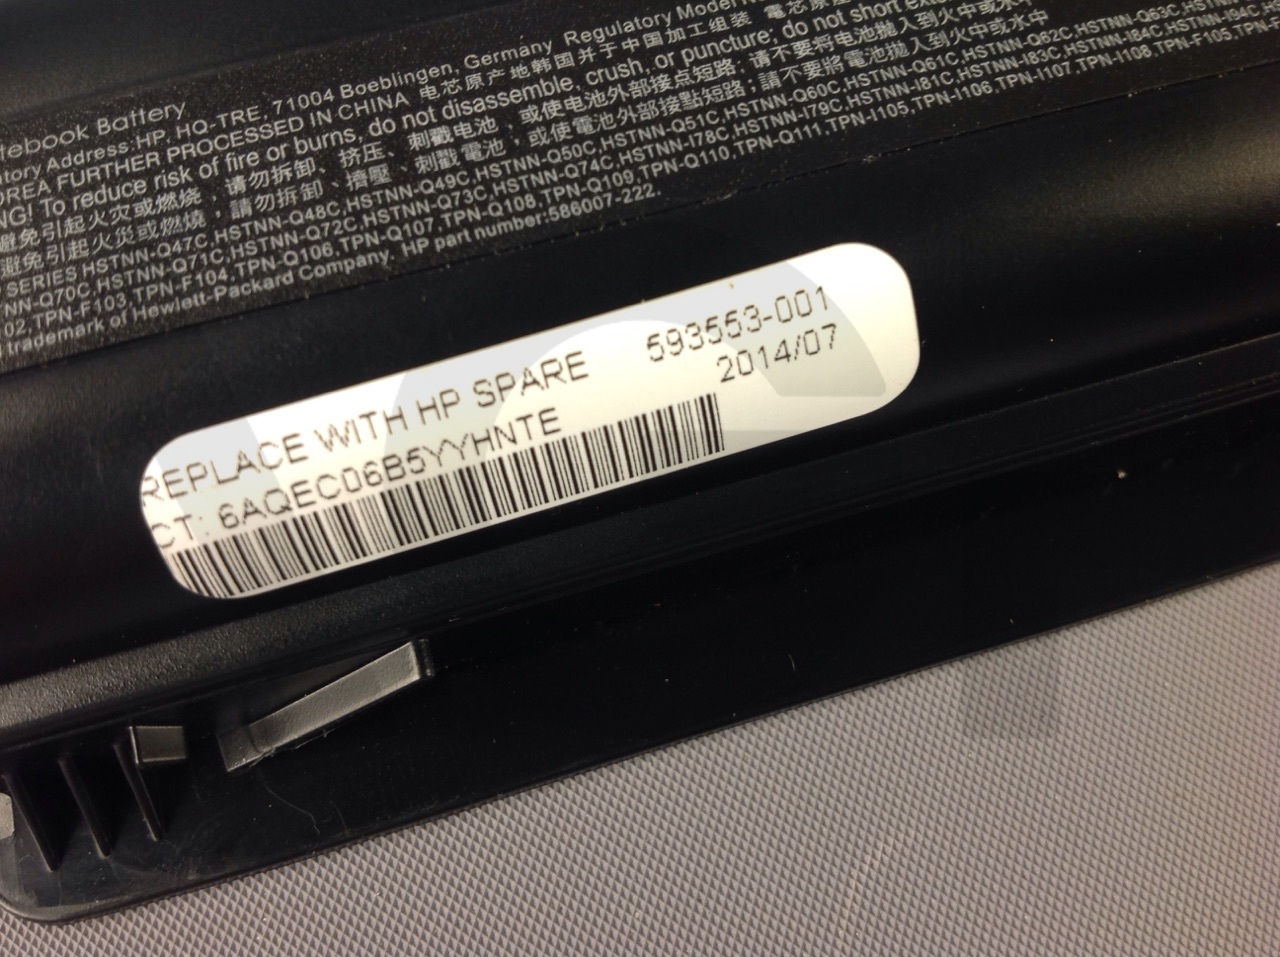 tebook Battery
tory Address:HP, HQ-TRE, 71004 Boeblingen, Germany Regulatory Model
OREA FURTHER PROCESSED IN CHINA 电芯原产地韩国并于中国加工组装 電芯原產
NG! To reduce risk of fire or burns, do not disassemble, crush, or puncture; do not short
避免引起火灾或燃烧，请勿拆卸、挤压、刺戳电池，或使电池外部接点短路；请不要将电池抛入到火中或水中
避免引起火災或燃燒，請勿拆卸、擠壓、刺戳電池，或使電池外部接點短路；請不要將電池拋入到火中或水中
SERIES HSTNN-Q47C,HSTNN-Q48C,HSTNN-Q49C,HSTNN-Q50C,HSTNN-Q51C,HSTNN-Q60C,HSTNN-Q61C,HSTNN-Q62C,HSTNN-Q63C,
NN-Q70C,HSTNN-Q71C,HSTNN-Q72C,HSTNN-Q73C,HSTNN-Q74C,HSTNN-I78C,HSTNN-I79C,HSTNN-I81C,HSTNN-I83C,HSTNN-I84C,HSTNN-I94C,
02,TPN-F103,TPN-F104,TPN-Q106,TPN-Q107,TPN-Q108,TPN-Q109,TPN-Q110,TPN-Q111,TPN-I105,TPN-I106,TPN-I107,TPN-I108,TPN-F105,
trademark of Hewlett-Packard Company. HP part number:586007-222.
REPLACE WITH HP SPARE 593553-001
2014/07
CT: 6AQEC06B5YYHNTE